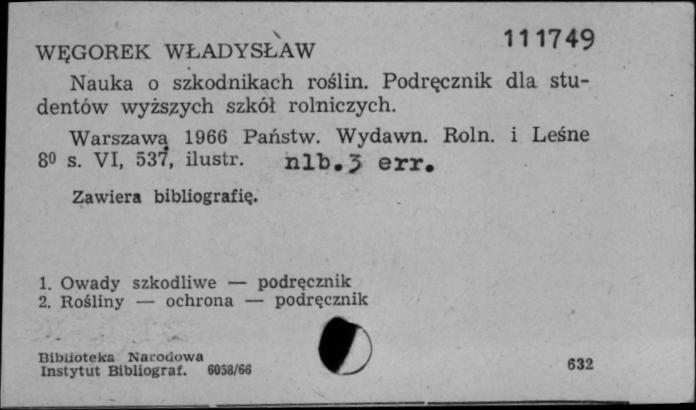 111749
WĘGOREK WŁADYSŁAW
Nauka o szkodnikach roślin. Podręcznik dla stu-
dentów wyższych szkół rolniczych.
Warszawa 1966 Państw. Wydawn. Roln. i Leśne
8⁰ s. VI, 537, ilustr. nlb.3 err.
Zawiera bibliografię.
1. Owady szkodliwe — podręcznik
2. Rośliny — ochrona — podręcznik
Biblioteka Narodowa
Instytut Bibliograf. 6058/66
632